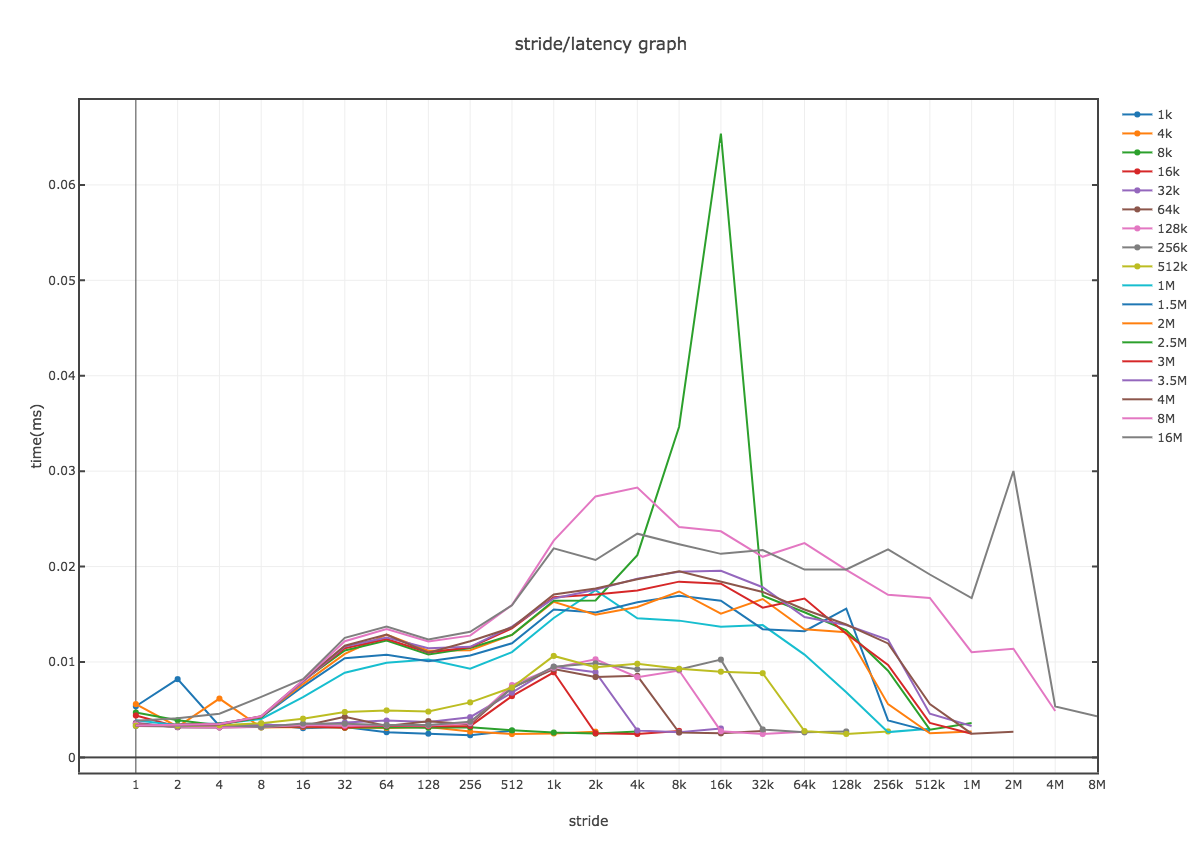 stride/latency graph
time(ms)
0.06
0.05
0.04
0.03
0.02
0.01
0
1 2 4 8 16 32 64 128 256 512 1k 2k 4k 8k 16k 32k 64k 128k 256k 512k 1M 2M 4M 8M
stride
1k
4k
8k
16k
32k
64k
128k
256k
512k
1M
1.5M
2M
2.5M
3M
3.5M
4M
8M
16M